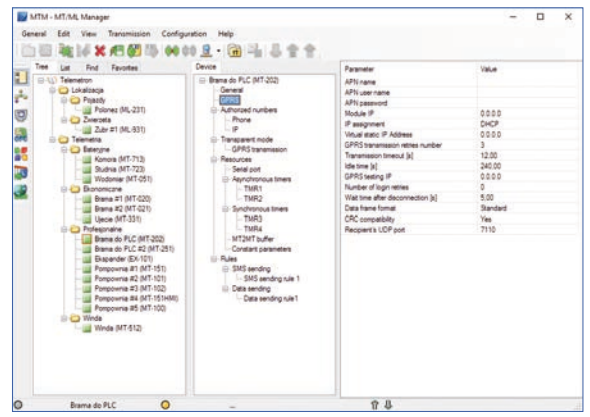 MTM - MT/ML Manager
General Edit View Transmission Configuration Help
Tree List Find Favorites
Telemetron
Lokalizacja
Pojazdy
Polonez (ML-231)
Zwierzeta
Zubr #1 (ML-931)
Telemetria
Bateryjne
Komora (MT-713)
Studnia (MT-723)
Wodomiar (MT-051)
Ekonomiczne
Brama #1 (MT-020)
Brama #2 (MT-021)
Ujecie (MT-331)
Profesjonalne
Brama do PLC (MT-202)
Brama do PLC #2 (MT-251)
Ekspander (EX-101)
Pompownia #1 (MT-151)
Pompownia #2 (MT-101)
Pompownia #3 (MT-102)
Pompownia #4 (MT-151HMI)
Pompownia #5 (MT-100)
Winda
Winda (MT-512)
Device
Brama do PLC (MT-202)
General
GPRS
Authorized numbers
Phone
IP
Transparent mode
GPRS transmission
Resources
Serial port
Asynchronous timers
TMR1
TMR2
Synchronous timers
TMR3
TMR4
MT2MT buffer
Constant parameters
Rules
SMS sending
SMS sending rule 1
Data sending
Data sending rule1
Parameter Value
APN name
APN user name
APN password
Module IP 0.0.0.0
IP assignment DHCP
Virtual static IP Address 0.0.0.0
GPRS transmission retries number 3
Transmission timeout [s] 12.00
Idle time [s] 240.00
GPRS testing IP 0.0.0.0
Number of login retries 0
Wait time after disconnection [s] 5.00
Data frame format Standard
CRC compatibility Yes
Recipient's UDP port 7110
Brama do PLC
...